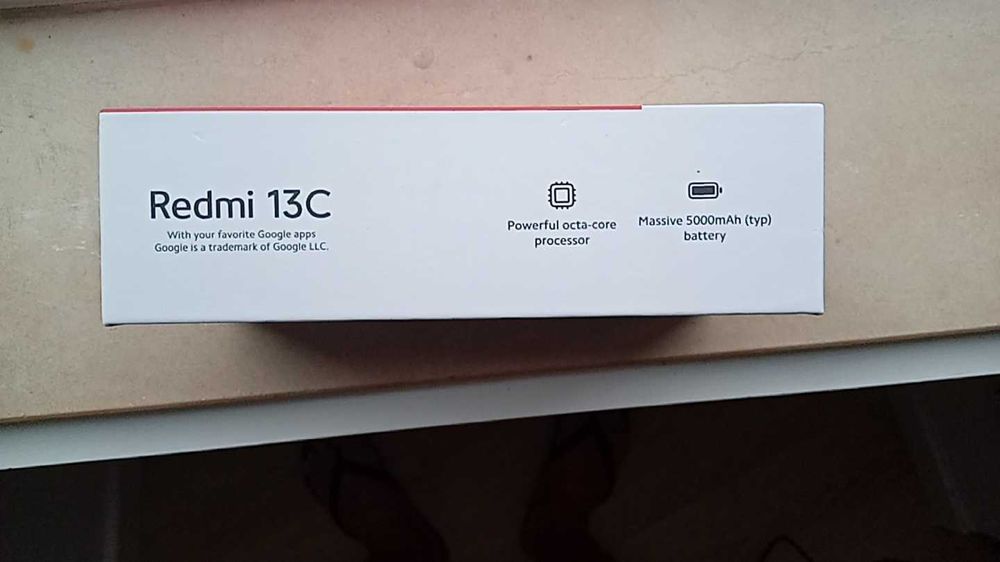 Redmi 13C
With your favorite Google apps
Google is a trademark of Google LLC.
Powerful octa-core
processor
Massive 5000mAh (typ)
battery